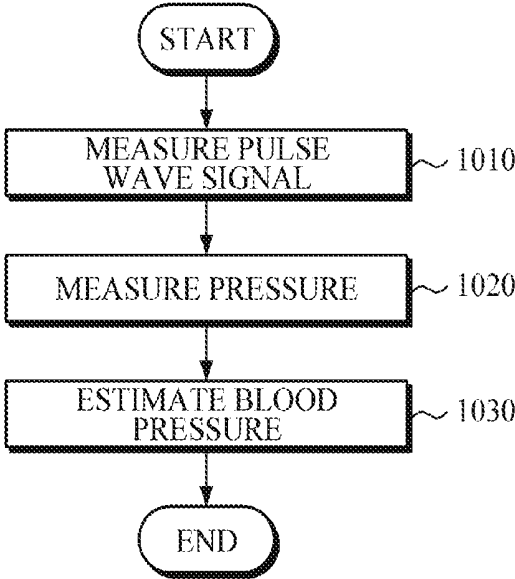 START
MEASURE PULSE
WAVE SIGNAL
1010
MEASURE PRESSURE
1020
ESTIMATE BLOOD
PRESSURE
1030
END